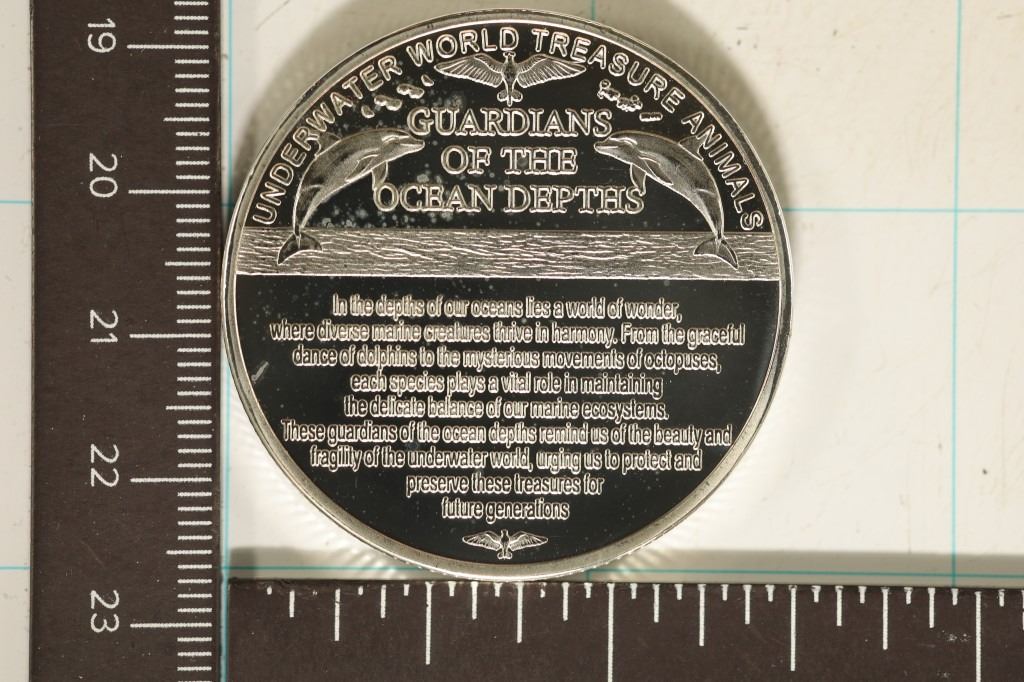 UNDERWATER WORLD TREASURE ANIMALS
GUARDIANS
OF THE
OCEAN DEPTHS
In the depths of our oceans lies a world of wonder,
where diverse marine creatures thrive in harmony. From the graceful
dance of dolphins to the mysterious movements of octopuses,
each species plays a vital role in maintaining
the delicate balance of our marine ecosystems.
These guardians of the ocean depths remind us of the beauty and
fragility of the underwater world, urging us to protect and
preserve these treasures for
future generations
19
20
21
22
23